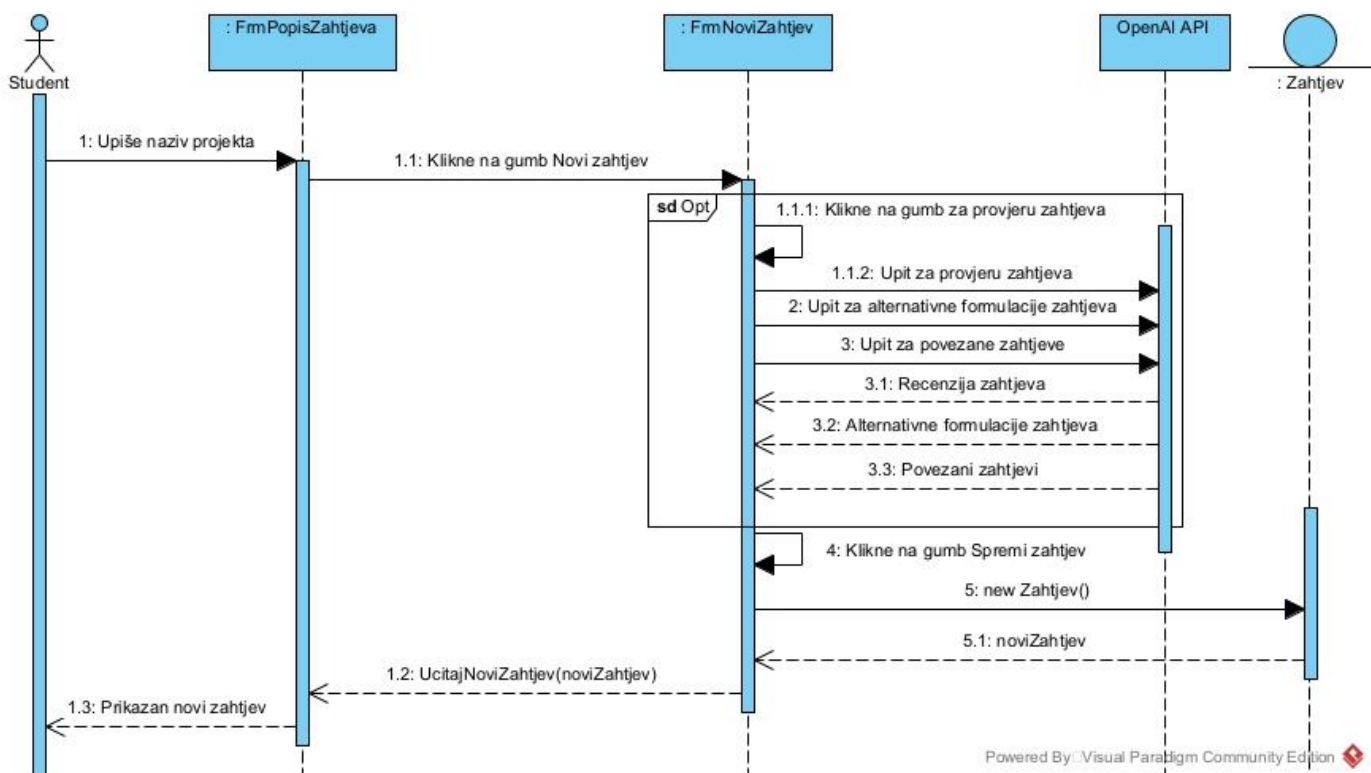 : FrmPopisZahtjeva
: FrmNoviZahtjev
OpenAI API
Student
: Zahtjev
1: Upiše naziv projekta
1.1: Klikne na gumb Novi zahtjev
sd Opt
1.1.1: Klikne na gumb za provjeru zahtjeva
1.1.2: Upit za provjeru zahtjeva
2: Upit za alternativne formulacije zahtjeva
3: Upit za povezane zahtjeve
3.1: Recenzija zahtjeva
3.2: Alternativne formulacije zahtjeva
3.3: Povezani zahtjevi
4: Klikne na gumb Spremi zahtjev
5: new Zahtjev()
5.1: noviZahtjev
1.2: UcitajNoviZahtjev(noviZahtjev)
1.3: Prikazan novi zahtjev
Powered By Visual Paradigm Community Edition